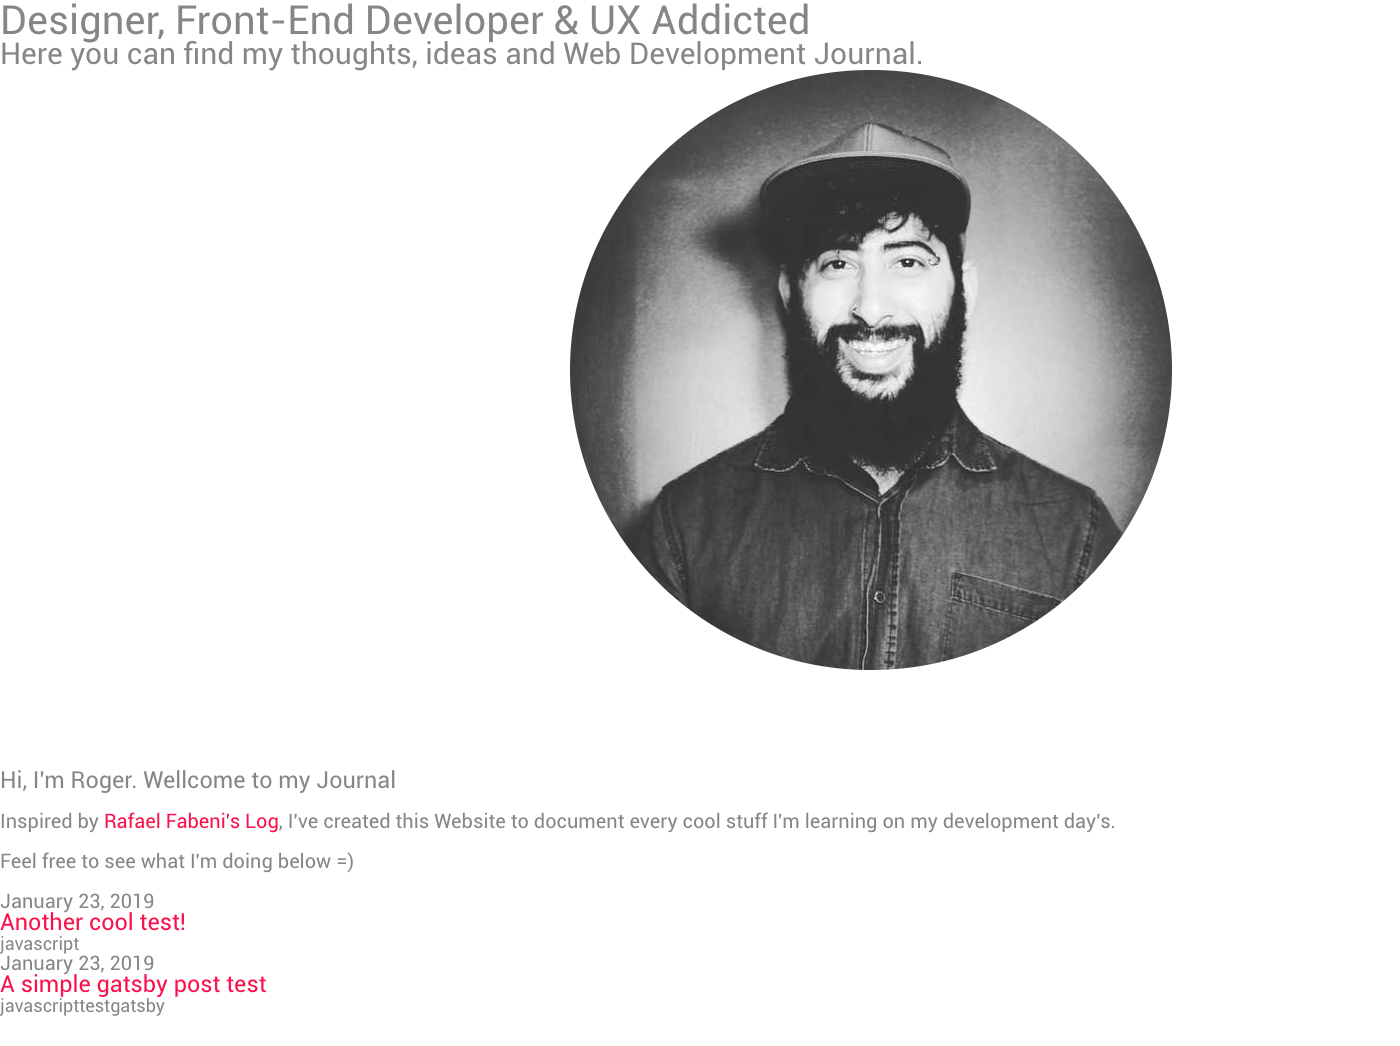 Designer, Front-End Developer & UX Addicted
Here you can find my thoughts, ideas and Web Development Journal.
Hi, I'm Roger. Wellcome to my Journal
Inspired by Rafael Fabeni's Log, I've created this Website to document every cool stuff I'm learning on my development day's.
Feel free to see what I'm doing below =)
January 23, 2019
Another cool test!
javascript
January 23, 2019
A simple gatsby post test
javascripttestgatsby